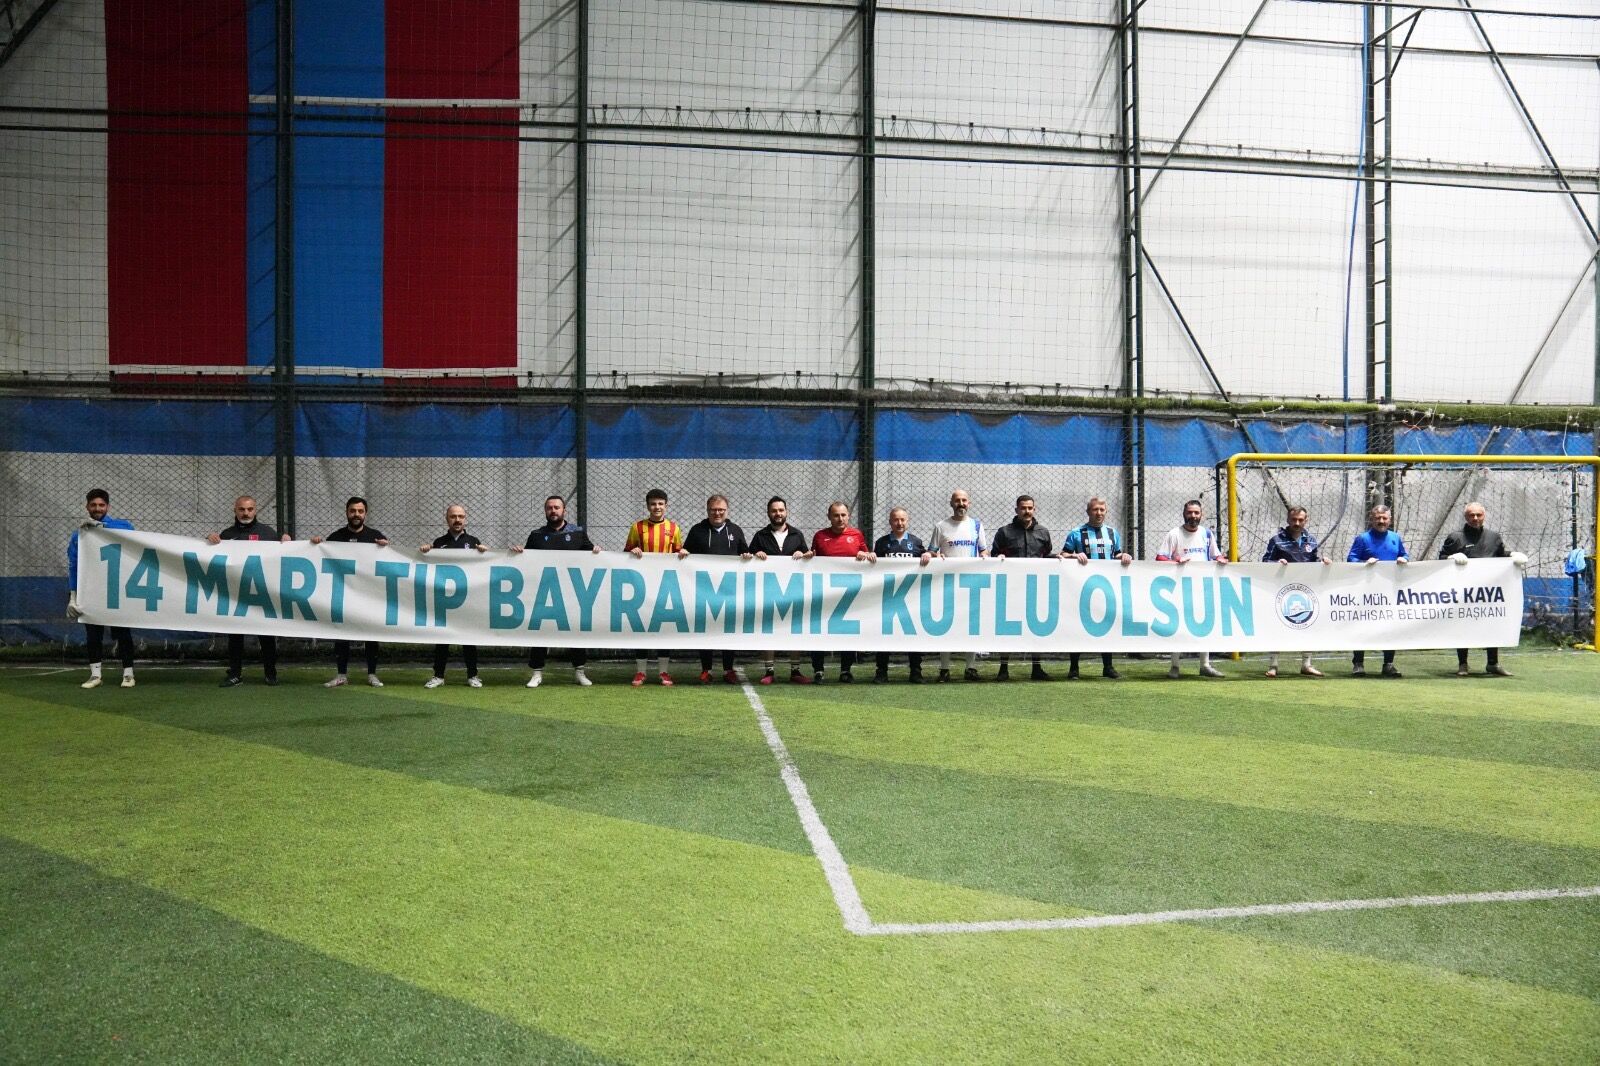 14 MART TIP BAYRAMIMIZ KUTLU OLSUN
Mak. Müh. Ahmet KAYA
ORTAHİSAR BELEDİYE BAŞKANI